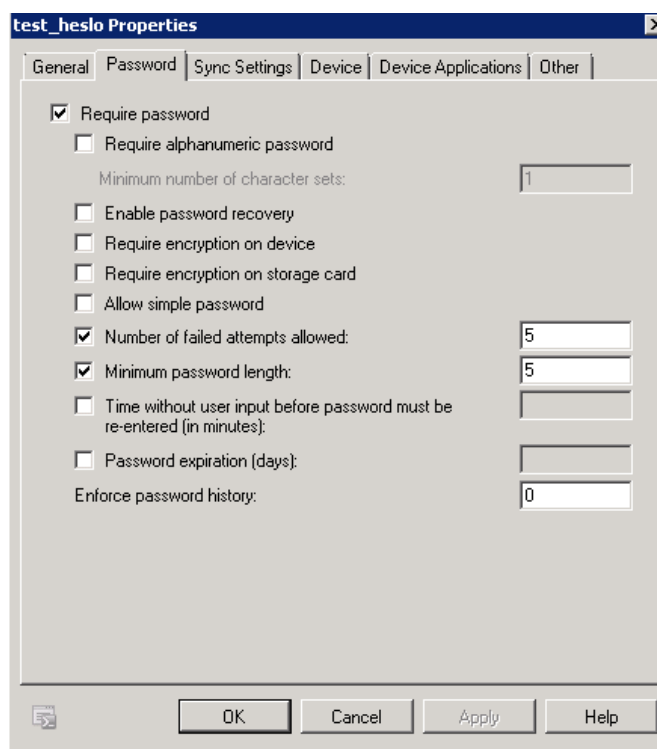 test_heslo Properties
General Password Sync Settings Device Device Applications Other
Require password
Require alphanumeric password
Minimum number of character sets: 1
Enable password recovery
Require encryption on device
Require encryption on storage card
Allow simple password
Number of failed attempts allowed: 5
Minimum password length: 5
Time without user input before password must be
re-entered (in minutes):
Password expiration (days):
Enforce password history: 0
OK Cancel Apply Help